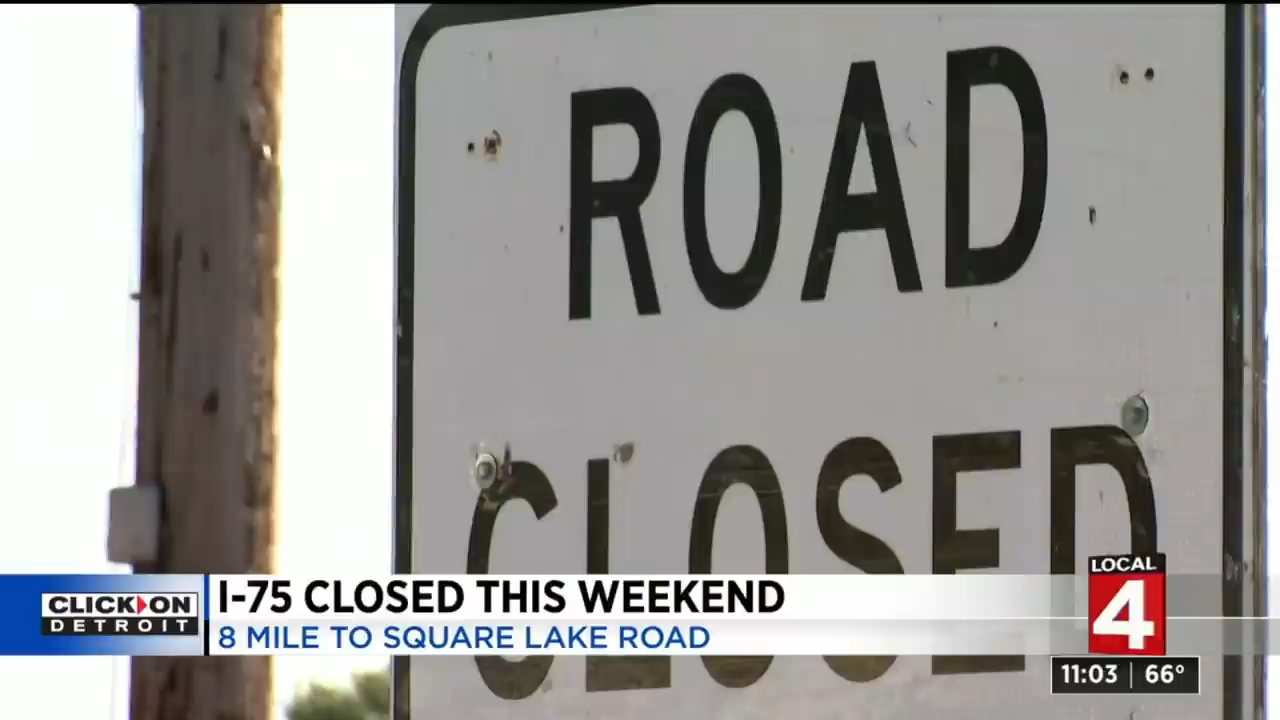 ROAD
CLOSED
CLICK ON
DETROIT
I-75 CLOSED THIS WEEKEND
8 MILE TO SQUARE LAKE ROAD
LOCAL
4
11:03 | 66°